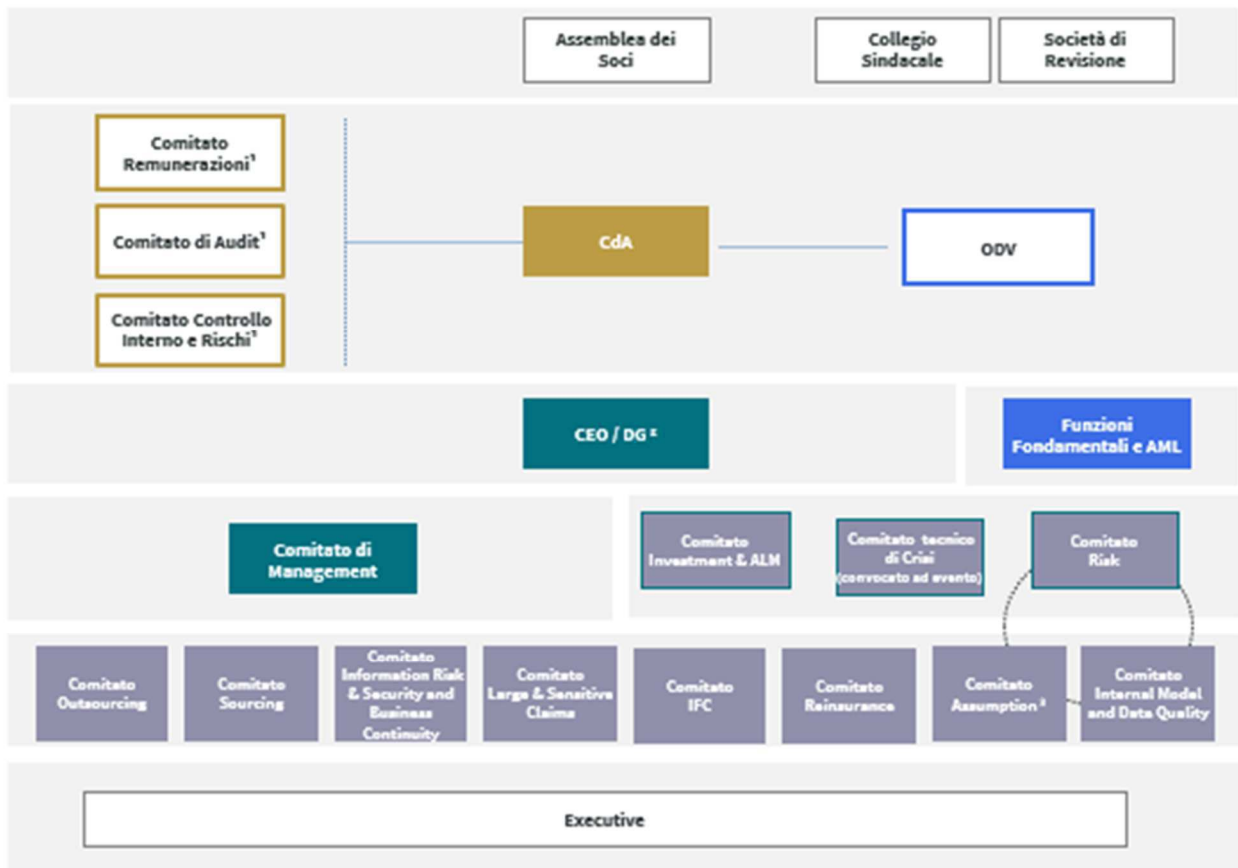 Assemblea dei
Soci
Collegio
Sindacale
Società di
Revisione
Comitato
Remunerazioni¹
Comitato di Audit¹
Comitato Controllo
Interno e Rischi¹
CdA
ODV
CEO / DG ²
Funzioni
Fondamentali e AML
Comitato di
Management
Comitato
Investment & ALM
Comitato tecnico
di Crisi
(convocato ad evento)
Comitato
Risk
Comitato
Outsourcing
Comitato
Sourcing
Comitato
Information Risk
& Security and
Business
Continuity
Comitato
Large & Sensitive
Claims
Comitato
IFC
Comitato
Reinsurance
Comitato
Assumption
Comitato
Internal Model
and Data Quality
Executive